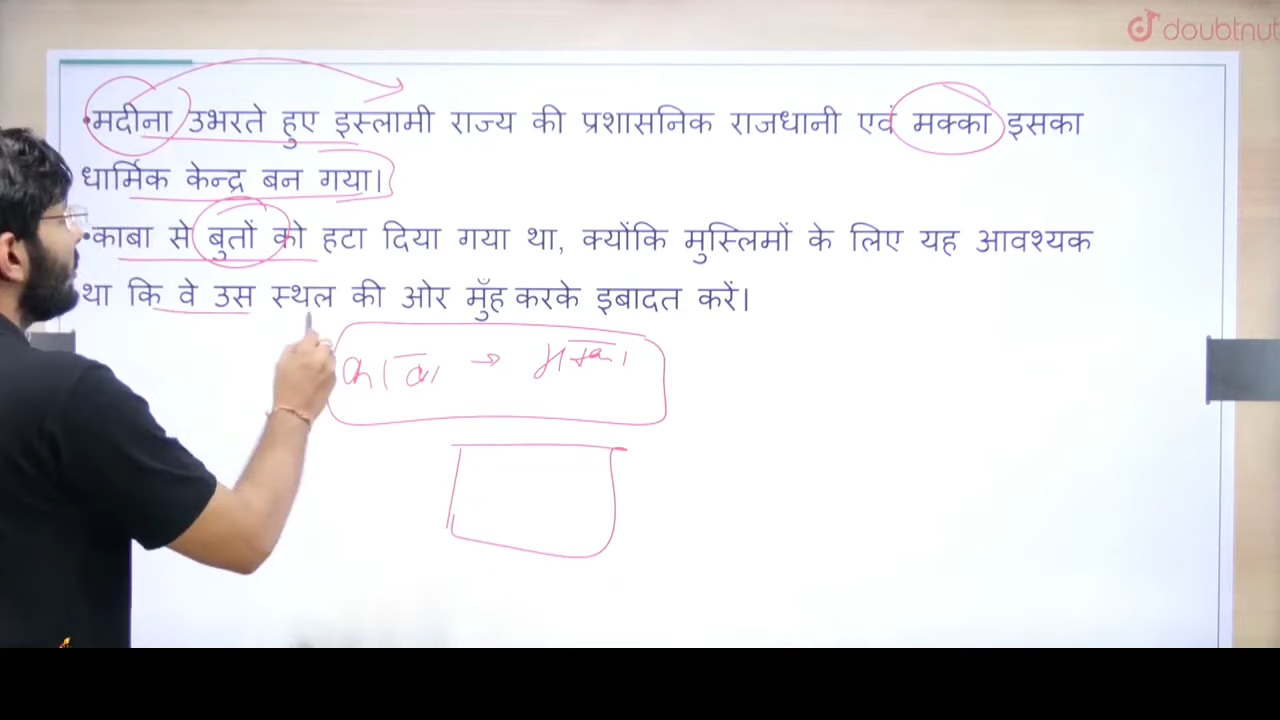 doubtnut
•मदीना उभरते हुए इस्लामी राज्य की प्रशासनिक राजधानी एवं मक्का इसका
धार्मिक केन्द्र बन गया।
•काबा से बुतों को हटा दिया गया था, क्योंकि मुस्लिमों के लिए यह आवश्यक
था कि वे उस स्थल की ओर मुँह करके इबादत करें।
काबा → मक्का